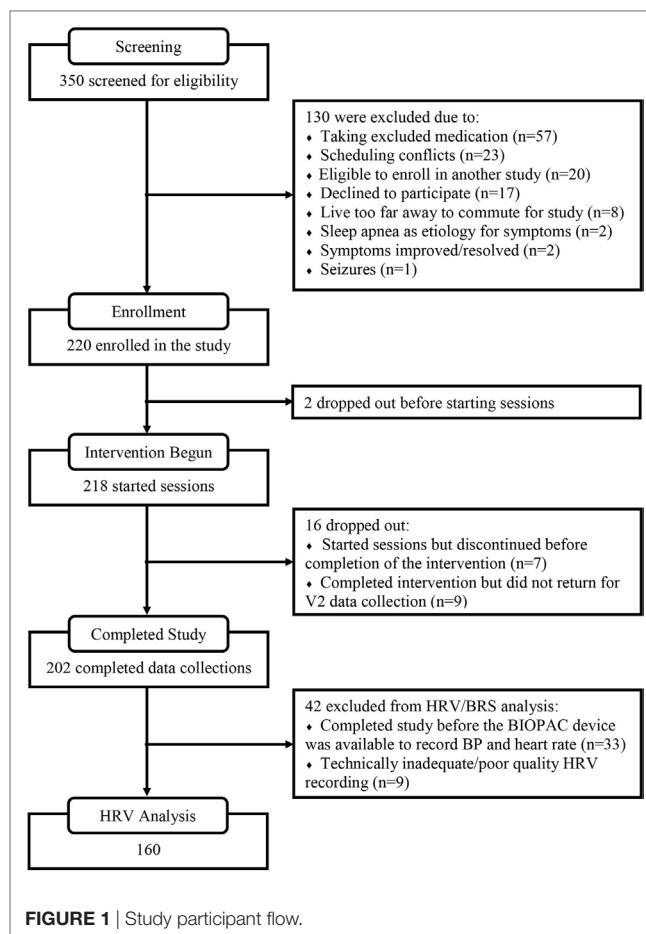 Screening
350 screened for eligibility
130 were excluded due to:
♦ Taking excluded medication (n=57)
♦ Scheduling conflicts (n=23)
♦ Eligible to enroll in another study (n=20)
♦ Declined to participate (n=17)
♦ Live too far away to commute for study (n=8)
♦ Sleep apnea as etiology for symptoms (n=2)
♦ Symptoms improved/resolved (n=2)
♦ Seizures (n=1)
Enrollment
220 enrolled in the study
2 dropped out before starting sessions
Intervention Begun
218 started sessions
16 dropped out:
♦ Started sessions but discontinued before
completion of the intervention (n=7)
♦ Completed intervention but did not return for
V2 data collection (n=9)
Completed Study
202 completed data collections
42 excluded from HRV/BRS analysis:
♦ Completed study before the BIOPAC device
was available to record BP and heart rate (n=33)
♦ Technically inadequate/poor quality HRV
recording (n=9)
HRV Analysis
160
FIGURE 1 | Study participant flow.